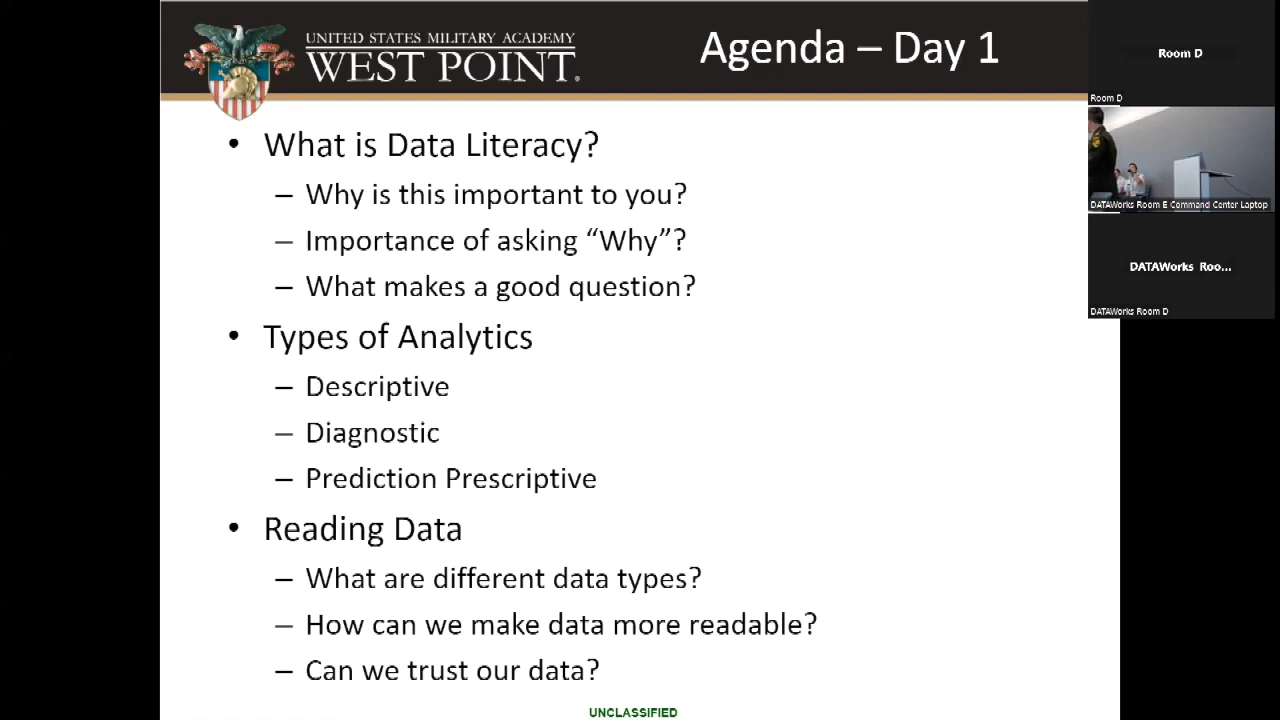 UNITED STATES MILITARY ACADEMY
WEST POINT.
Agenda – Day 1
• What is Data Literacy?
– Why is this important to you?
– Importance of asking “Why”?
– What makes a good question?
• Types of Analytics
– Descriptive
– Diagnostic
– Prediction Prescriptive
• Reading Data
– What are different data types?
– How can we make data more readable?
– Can we trust our data?
UNCLASSIFIED
Room D
Room D
DATAWorks Room E Command Center Laptop
DATAWorks Roo...
DATAWorks Room D